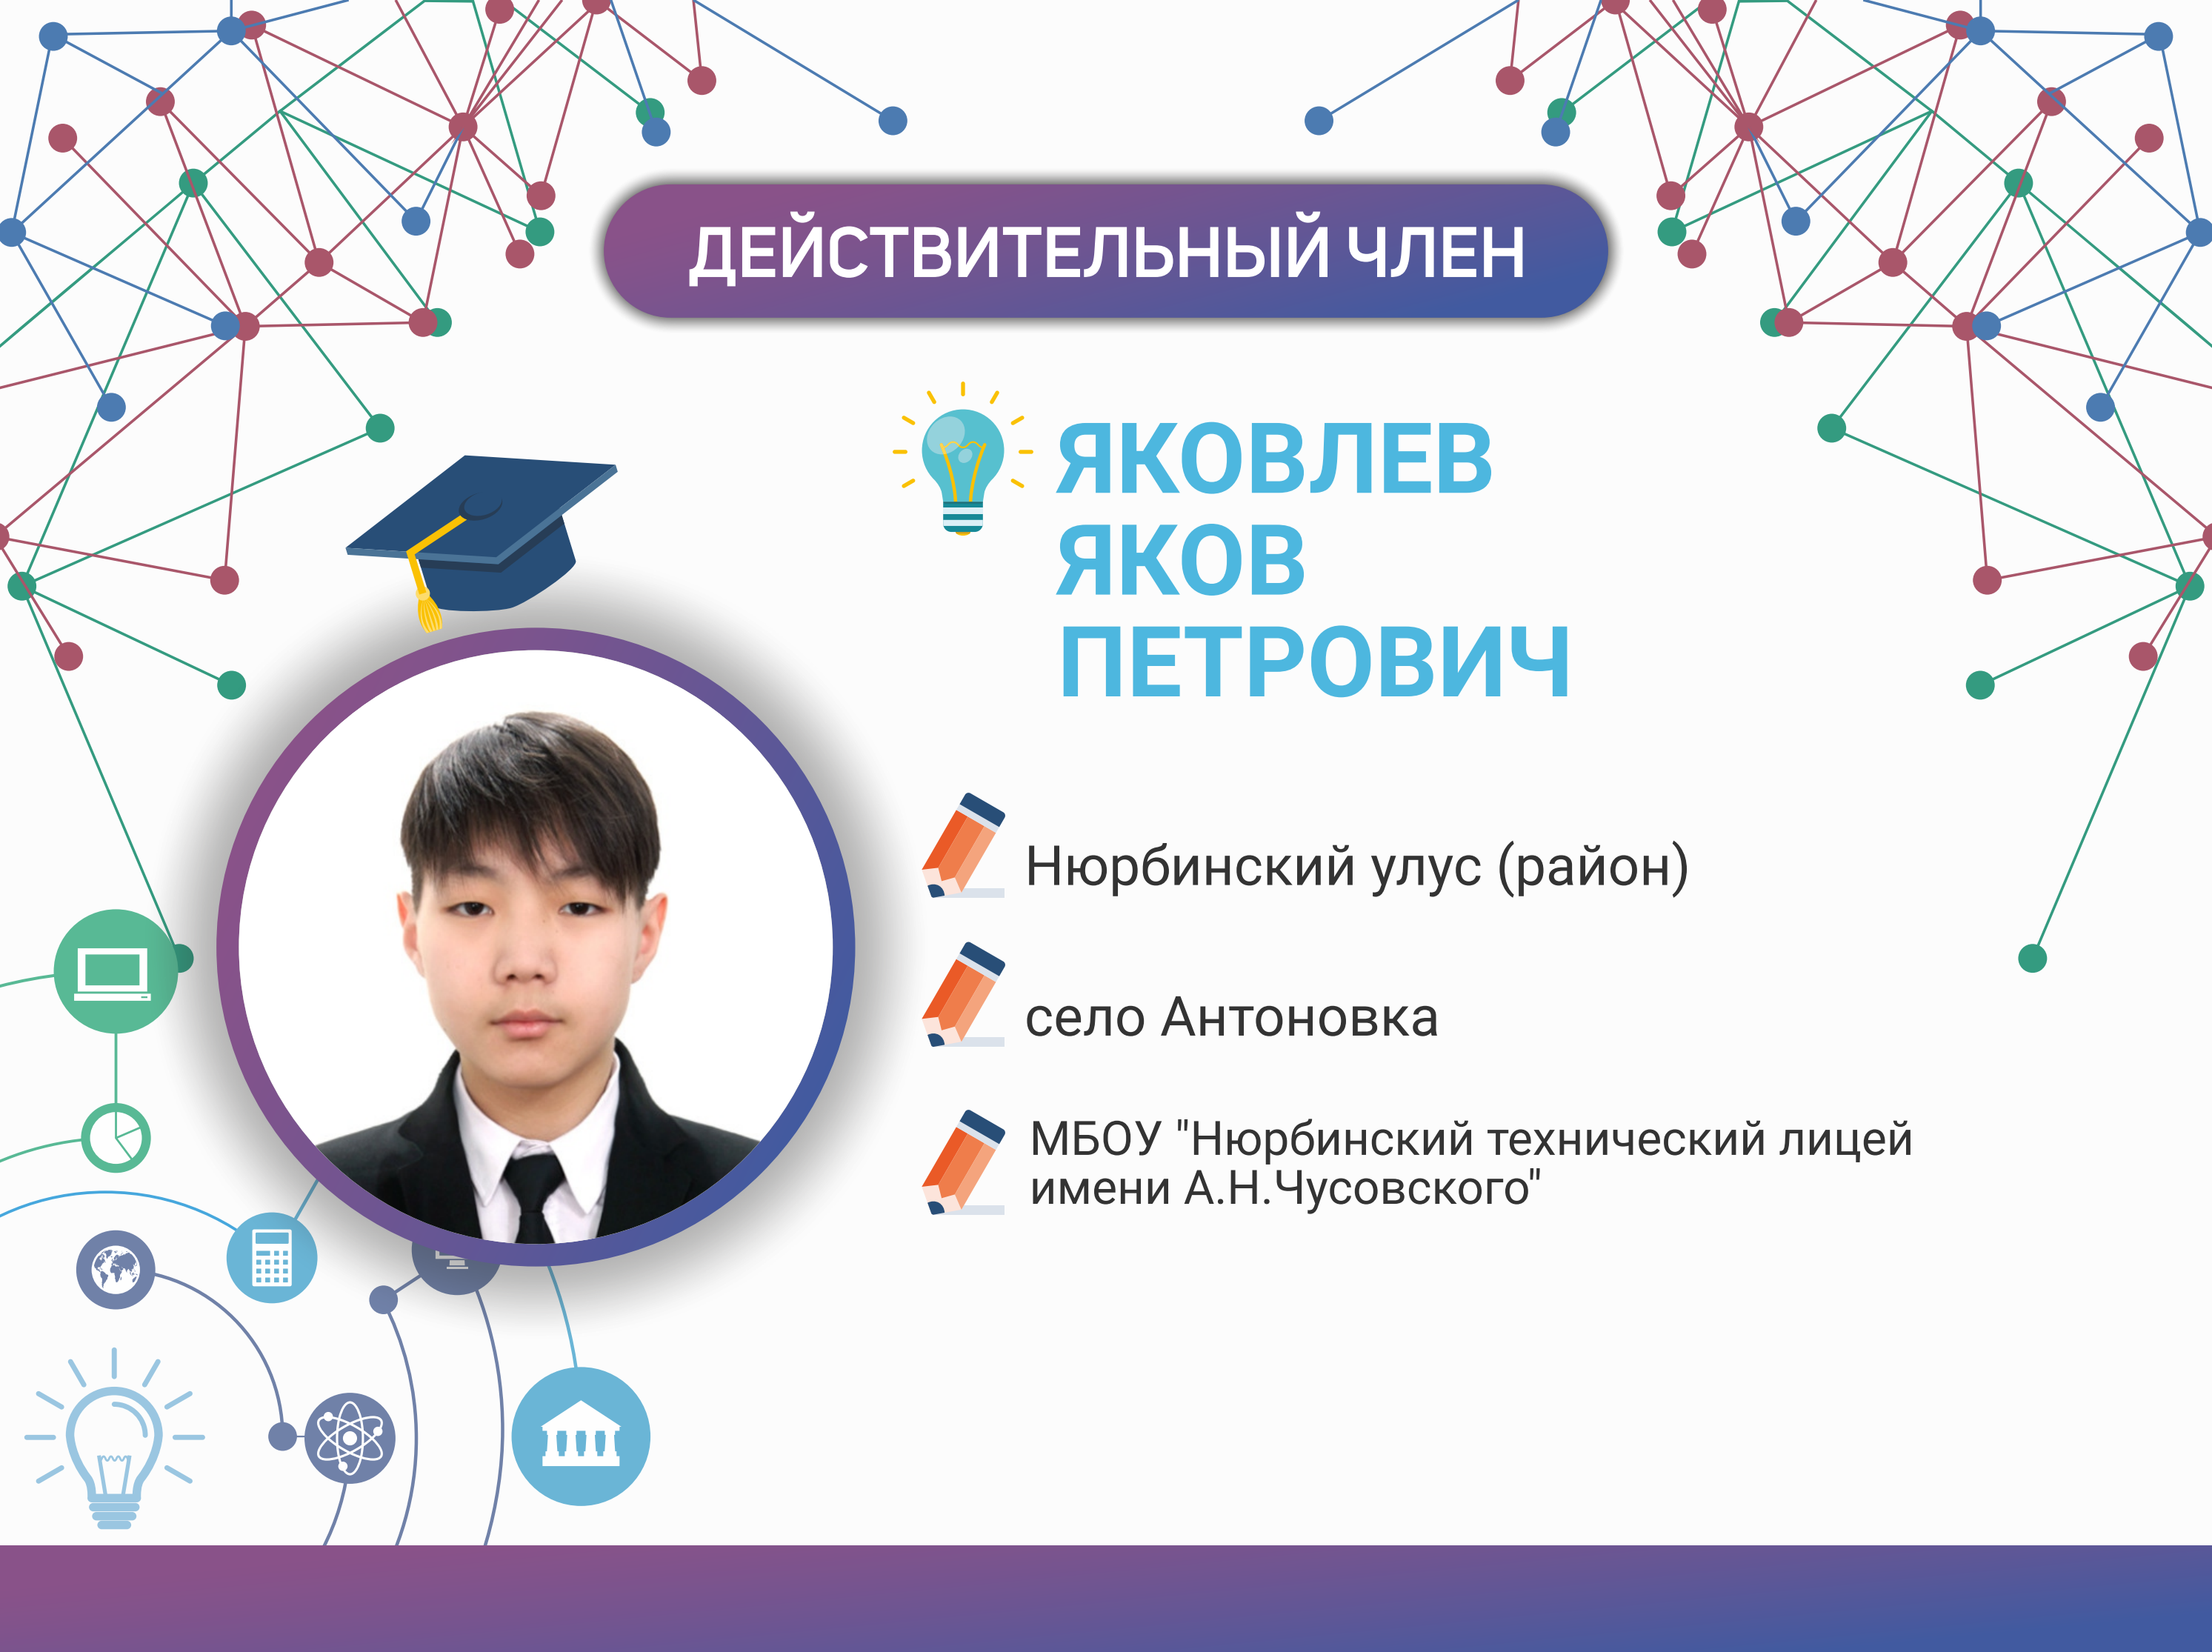 ДЕЙСТВИТЕЛЬНЫЙ ЧЛЕН
ЯКОВЛЕВ
ЯКОВ
ПЕТРОВИЧ
Нюрбинский улус (район)
село Антоновка
МБОУ "Нюрбинский технический лицей
имени А.Н.Чусовского"